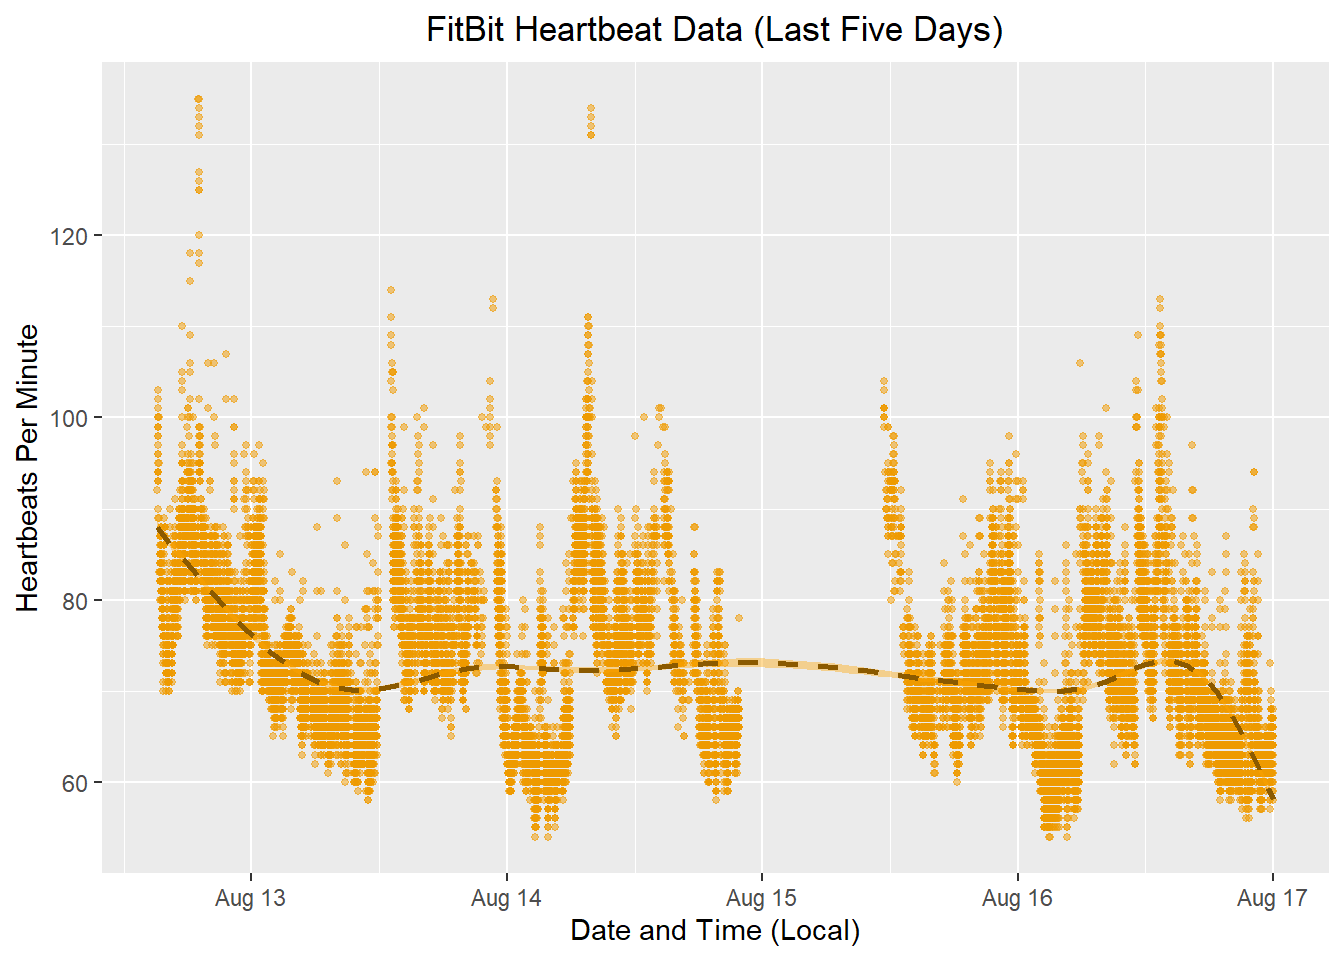 FitBit Heartbeat Data (Last Five Days)
Heartbeats Per Minute
120
100
80
60
Aug 13
Aug 14
Aug 15
Aug 16
Aug 17
Date and Time (Local)